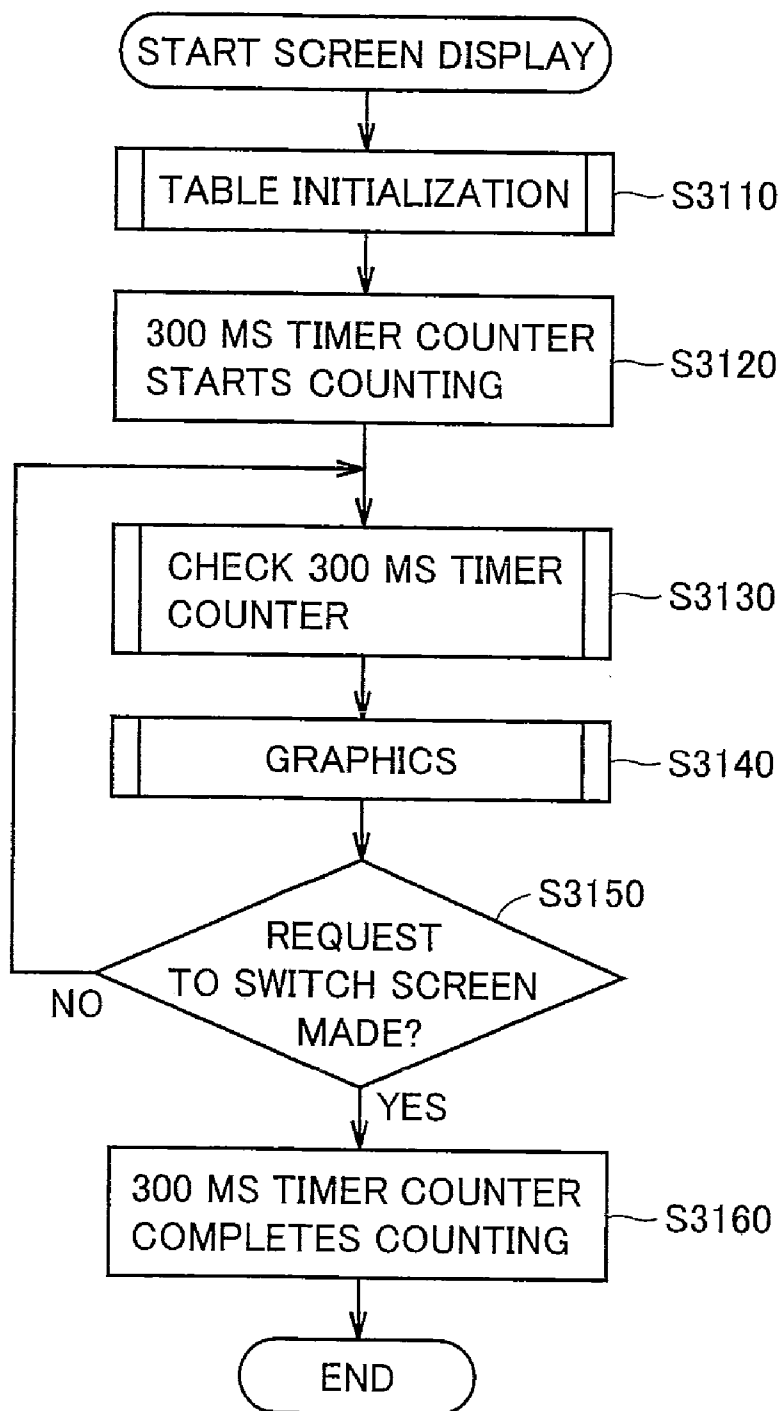 START SCREEN DISPLAY
TABLE INITIALIZATION
S3110
300 MS TIMER COUNTER
STARTS COUNTING
S3120
CHECK 300 MS TIMER
COUNTER
S3130
GRAPHICS
S3140
S3150
REQUEST
TO SWITCH SCREEN
MADE?
NO
YES
300 MS TIMER COUNTER
COMPLETES COUNTING
S3160
END